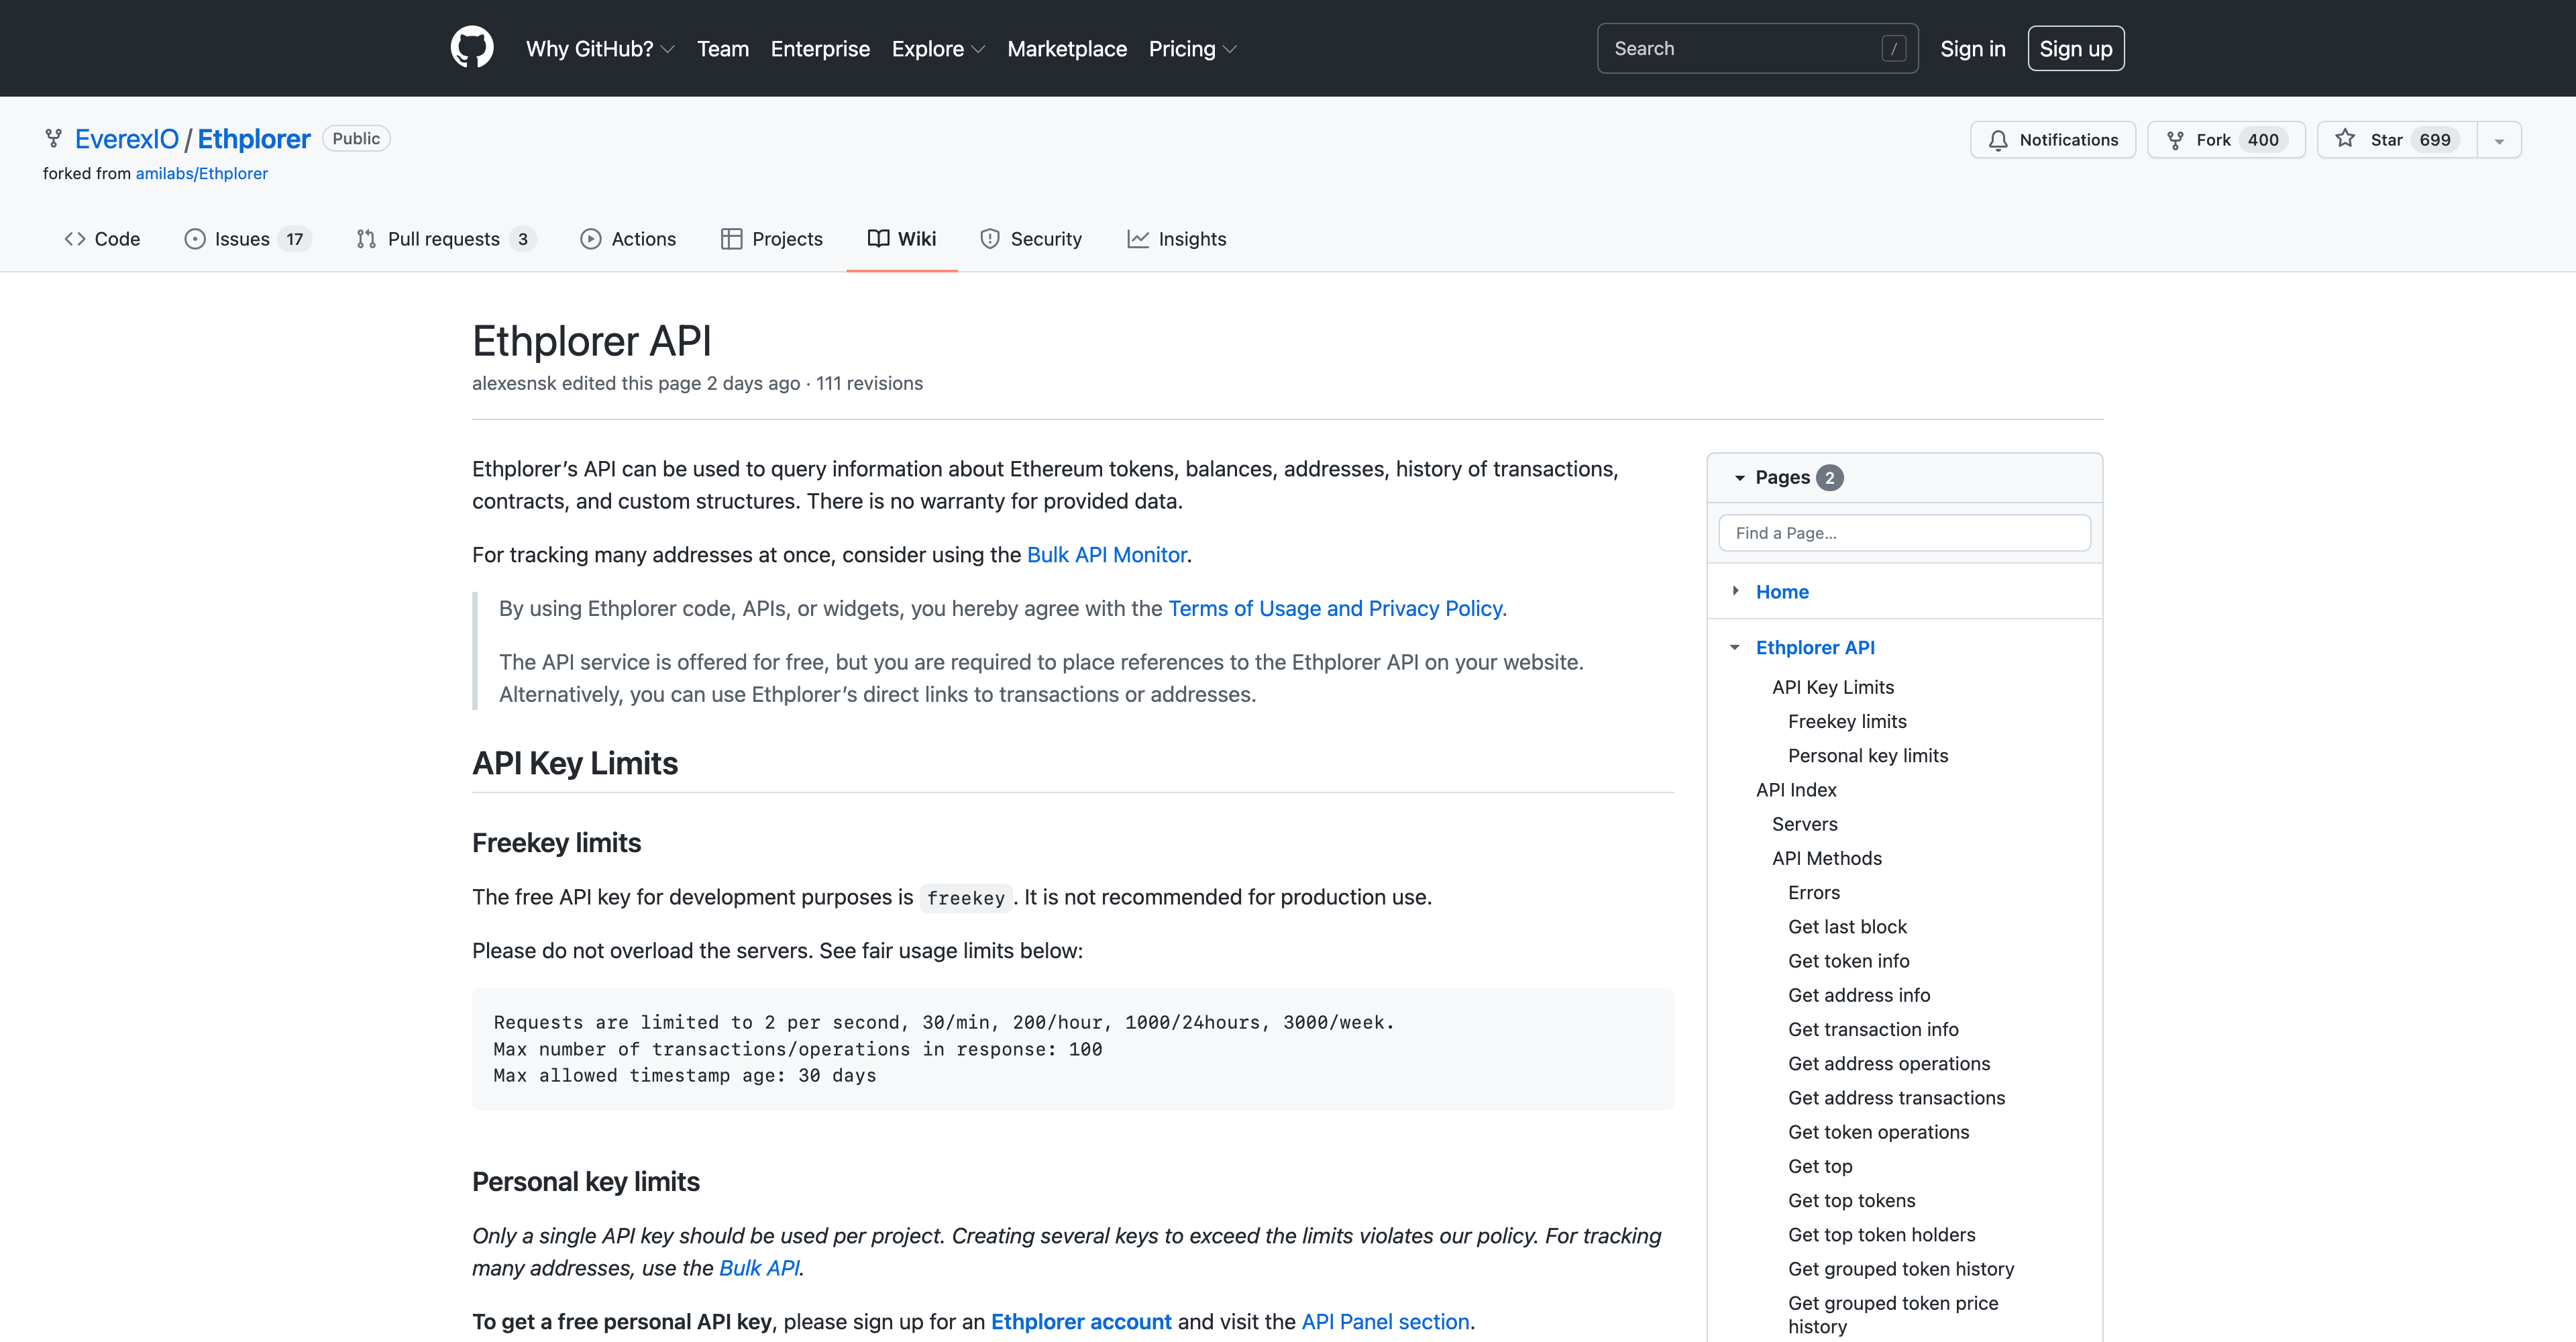 Why GitHub? Team Enterprise Explore Marketplace Pricing Search / Sign in Sign up
EverexIO / Ethplorer Public
forked from amilabs/Ethplorer
Notifications Fork 400 Star 699
Code Issues 17 Pull requests 3 Actions Projects Wiki Security Insights
Ethplorer API
alexesnsk edited this page 2 days ago · 111 revisions
Ethplorer’s API can be used to query information about Ethereum tokens, balances, addresses, history of transactions,
contracts, and custom structures. There is no warranty for provided data.
For tracking many addresses at once, consider using the Bulk API Monitor.
By using Ethplorer code, APIs, or widgets, you hereby agree with the Terms of Usage and Privacy Policy.
The API service is offered for free, but you are required to place references to the Ethplorer API on your website.
Alternatively, you can use Ethplorer’s direct links to transactions or addresses.
API Key Limits
Freekey limits
The free API key for development purposes is freekey. It is not recommended for production use.
Please do not overload the servers. See fair usage limits below:
Requests are limited to 2 per second, 30/min, 200/hour, 1000/24hours, 3000/week.
Max number of transactions/operations in response: 100
Max allowed timestamp age: 30 days
Personal key limits
Only a single API key should be used per project. Creating several keys to exceed the limits violates our policy. For tracking
many addresses, use the Bulk API.
To get a free personal API key, please sign up for an Ethplorer account and visit the API Panel section.
Pages 2
Find a Page...
Home
Ethplorer API
API Key Limits
Freekey limits
Personal key limits
API Index
Servers
API Methods
Errors
Get last block
Get token info
Get address info
Get transaction info
Get address operations
Get address transactions
Get token operations
Get top
Get top tokens
Get top token holders
Get grouped token history
Get grouped token price
history